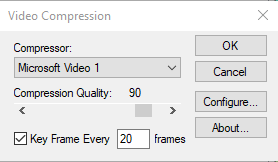 Video Compression
Compressor:
OK
Microsoft Video 1
Cancel
Compression Quality: 90
Configure...
Key Frame Every 20 frames
About...